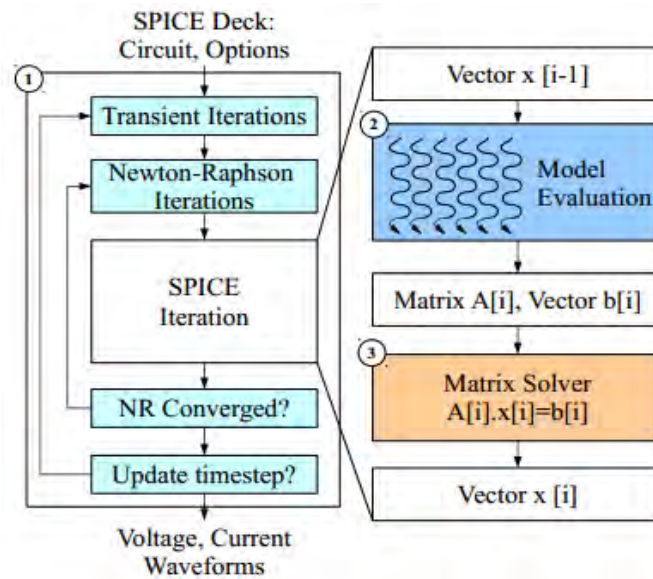 SPICE Deck:
Circuit, Options
1
Transient Iterations
Newton-Raphson
Iterations
SPICE
Iteration
NR Converged?
Update timestep?
Voltage, Current
Waveforms
Vector x [i-1]
2
Model
Evaluation
Matrix A[i], Vector b[i]
3
Matrix Solver
A[i].x[i]=b[i]
Vector x [i]